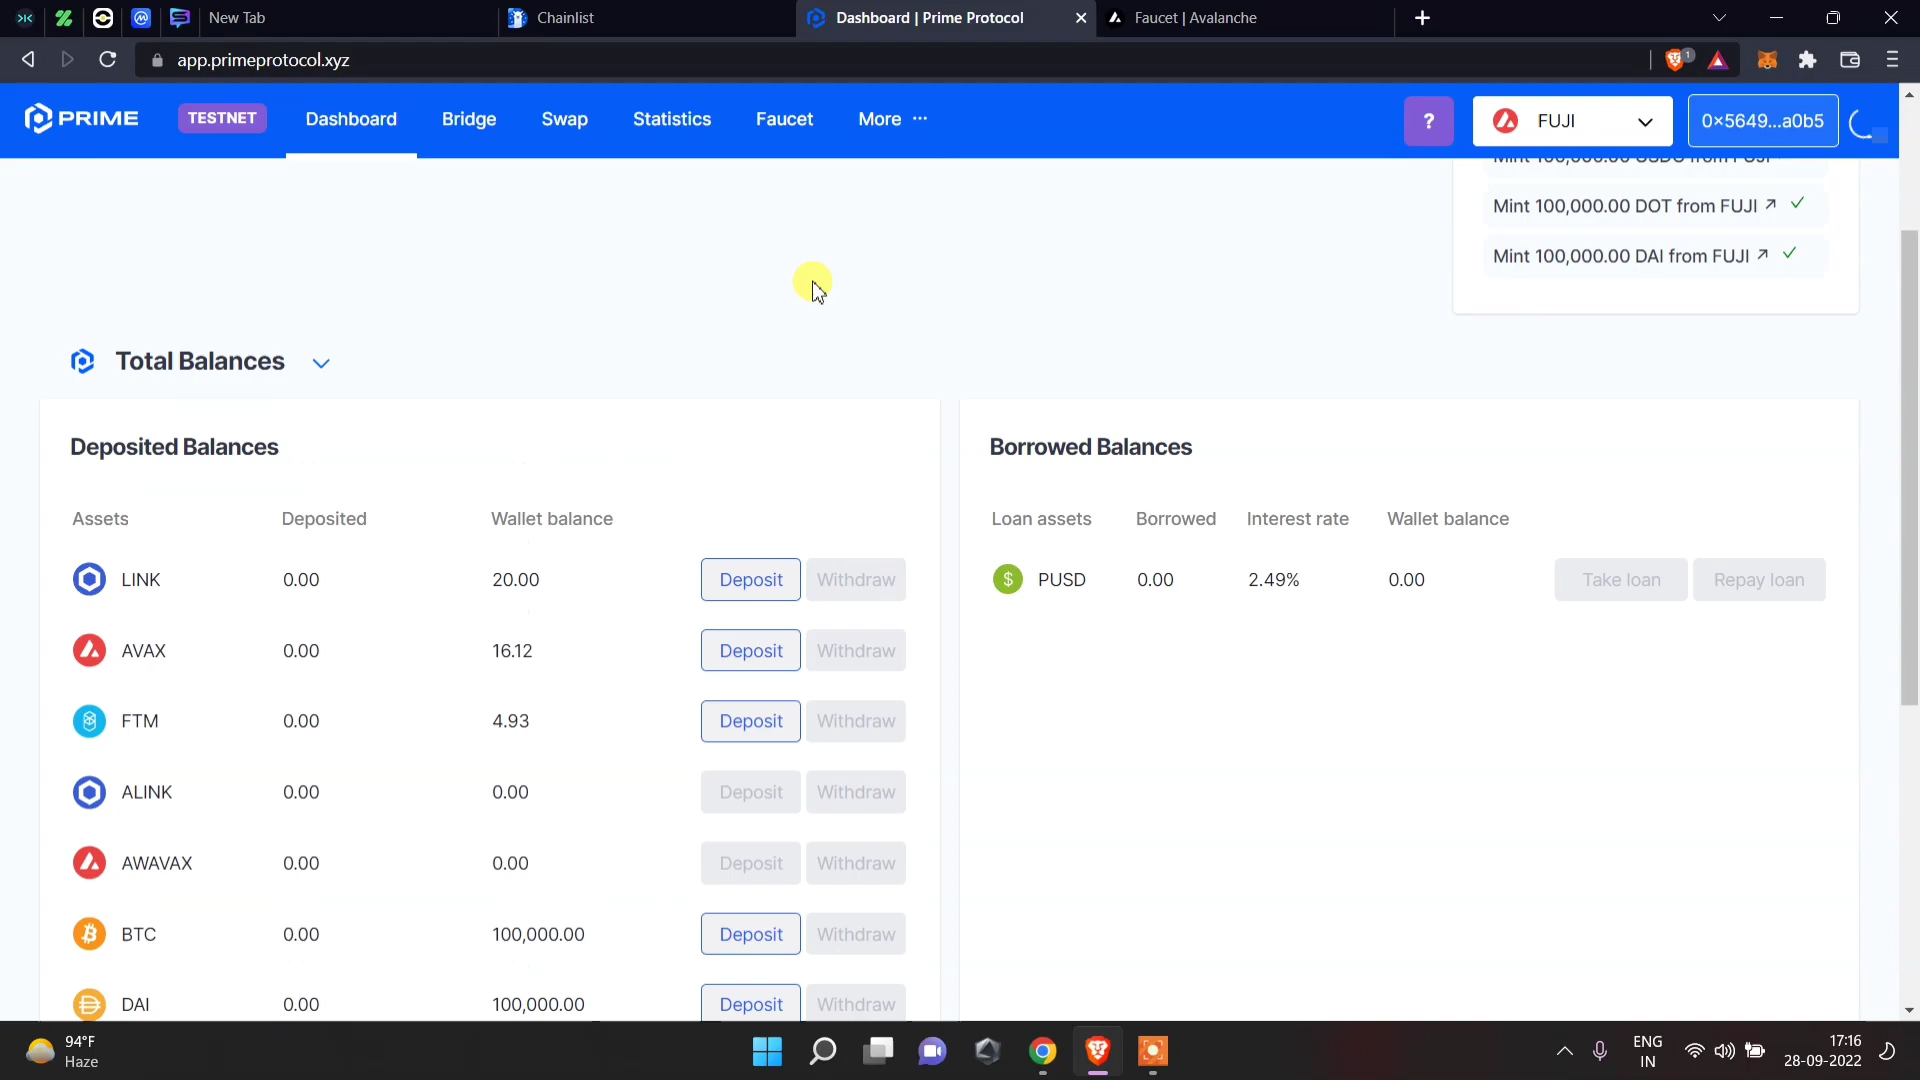 New Tab
Chainlist
Dashboard | Prime Protocol
Faucet | Avalanche
app.primeprotocol.xyz
1
PRIME
TESTNET
Dashboard
Bridge
Swap
Statistics
Faucet
More ···
?
FUJI
0×5649...a0b5
Mint 100,000.00 DOT from FUJI
Mint 100,000.00 DAI from FUJI
Total Balances
Deposited Balances
Assets Deposited Wallet balance
LINK 0.00 20.00 Deposit Withdraw
AVAX 0.00 16.12 Deposit Withdraw
FTM 0.00 4.93 Deposit Withdraw
ALINK 0.00 0.00 Deposit Withdraw
AWAVAX 0.00 0.00 Deposit Withdraw
BTC 0.00 100,000.00 Deposit Withdraw
DAI 0.00 100,000.00 Deposit Withdraw
Borrowed Balances
Loan assets Borrowed Interest rate Wallet balance
PUSD 0.00 2.49% 0.00 Take loan Repay loan
94°F
Haze
ENG
IN
17:16
28-09-2022